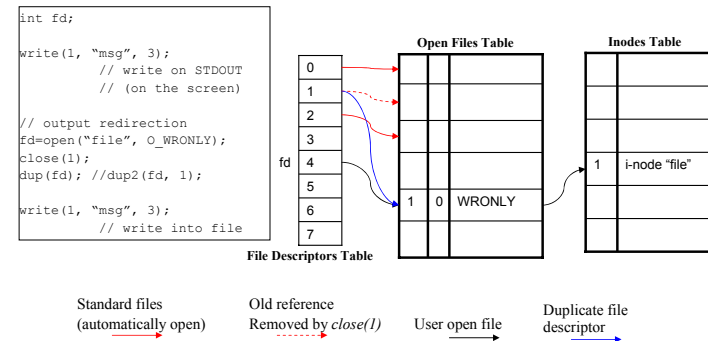 int fd;
write(1, “msg”, 3);
// write on STDOUT
// (on the screen)
// output redirection
fd=open(“file”, O_WRONLY);
close(1);
dup(fd); //dup2(fd, 1);
write(1, “msg”, 3);
// write into file
fd
0
1
2
3
4
5
6
7
File Descriptors Table
Open Files Table
1 0 WRONLY
Inodes Table
1 i-node “file”
Standard files
(automatically open)
Old reference
Removed by close(1)
User open file
Duplicate file
descriptor